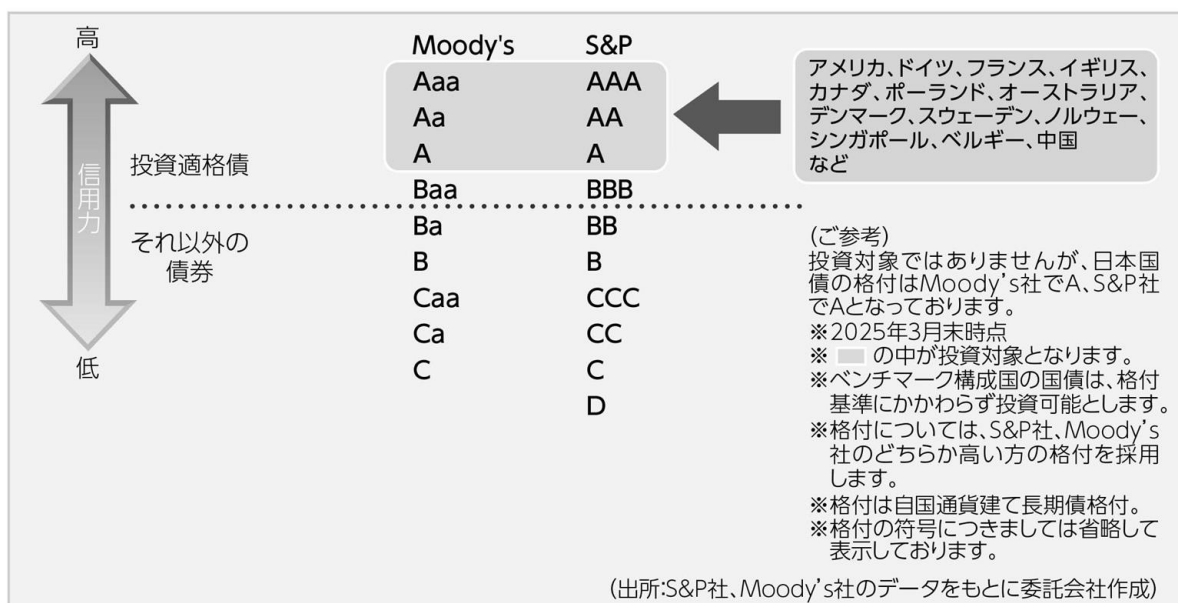 高
信用力
低
投資適格債
それ以外の
債券
Moody's S&P
Aaa AAA
Aa AA
A A
Baa BBB
Ba BB
B B
Caa CCC
Ca CC
C C
D
アメリカ、ドイツ、フランス、イギリス、
カナダ、ポーランド、オーストラリア、
デンマーク、スウェーデン、ノルウェー、
シンガポール、ベルギー、中国
など
(ご参考)
投資対象ではありませんが、日本国
債の格付はMoody's社でA、S&P社
でAとなっております。
※2025年3月末時点
※ の中が投資対象となります。
※ベンチマーク構成国の国債は、格付
基準にかかわらず投資可能とします。
※格付については、S&P社、Moody's
社のどちらか高い方の格付を採用
します。
※格付は自国通貨建て長期債格付。
※格付の符号につきましては省略して
表示しております。
(出所:S&P社、Moody's社のデータをもとに委託会社作成)